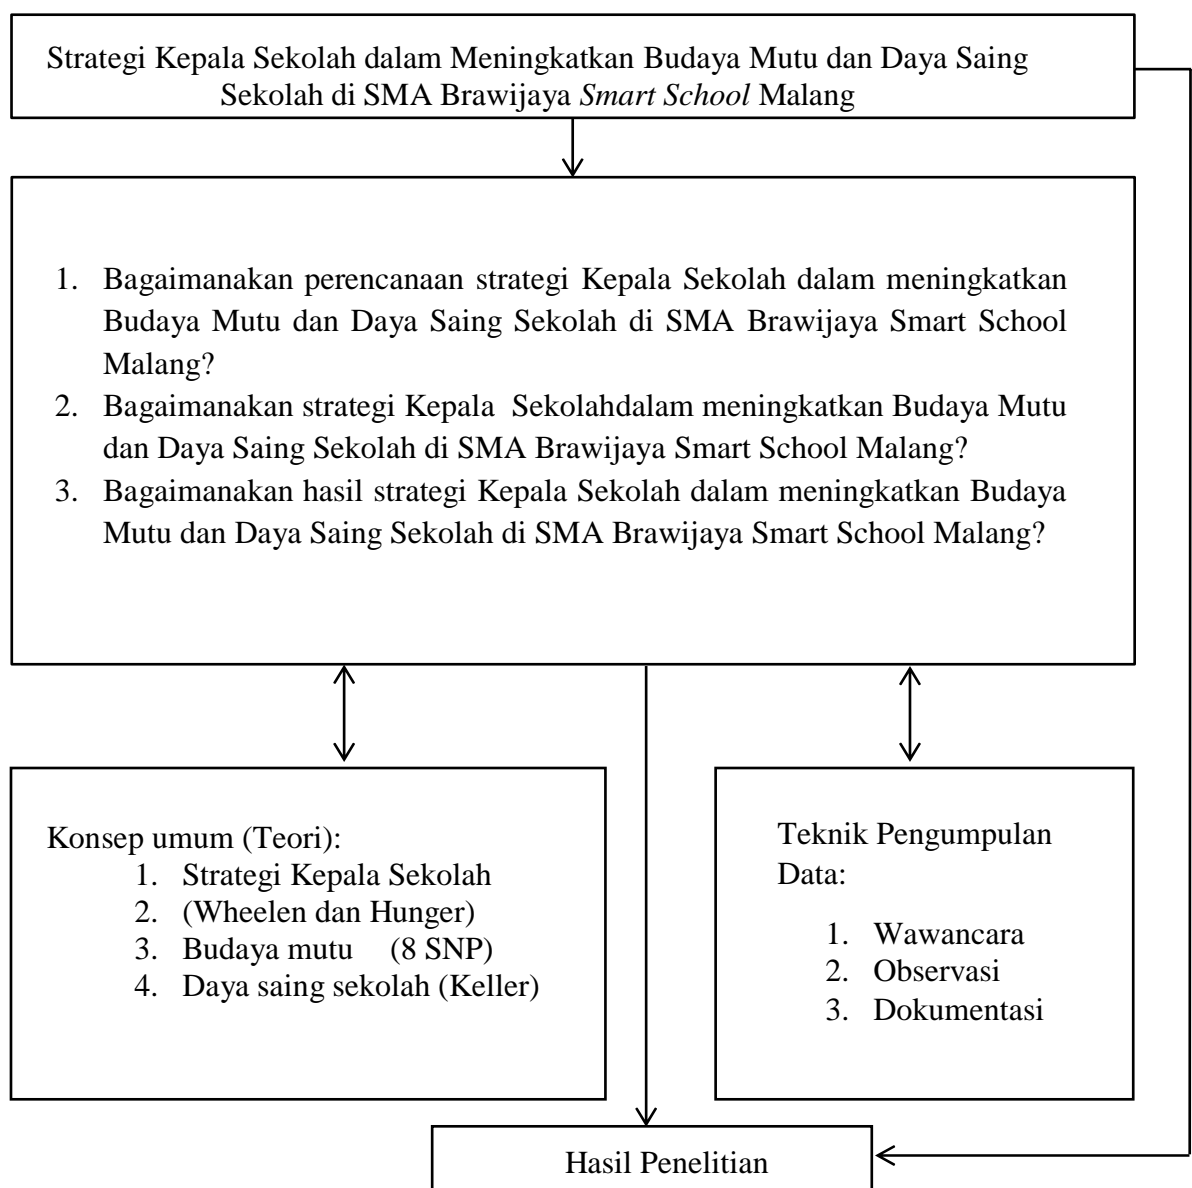 Strategi Kepala Sekolah dalam Meningkatkan Budaya Mutu dan Daya Saing
Sekolah di SMA Brawijaya Smart School Malang
1. Bagaimanakan perencanaan strategi Kepala Sekolah dalam meningkatkan
Budaya Mutu dan Daya Saing Sekolah di SMA Brawijaya Smart School
Malang?
2. Bagaimanakan strategi Kepala Sekolahdalam meningkatkan Budaya Mutu
dan Daya Saing Sekolah di SMA Brawijaya Smart School Malang?
3. Bagaimanakan hasil strategi Kepala Sekolah dalam meningkatkan Budaya
Mutu dan Daya Saing Sekolah di SMA Brawijaya Smart School Malang?
Konsep umum (Teori):
1. Strategi Kepala Sekolah
2. (Wheelen dan Hunger)
3. Budaya mutu (8 SNP)
4. Daya saing sekolah (Keller)
Teknik Pengumpulan
Data:
1. Wawancara
2. Observasi
3. Dokumentasi
Hasil Penelitian